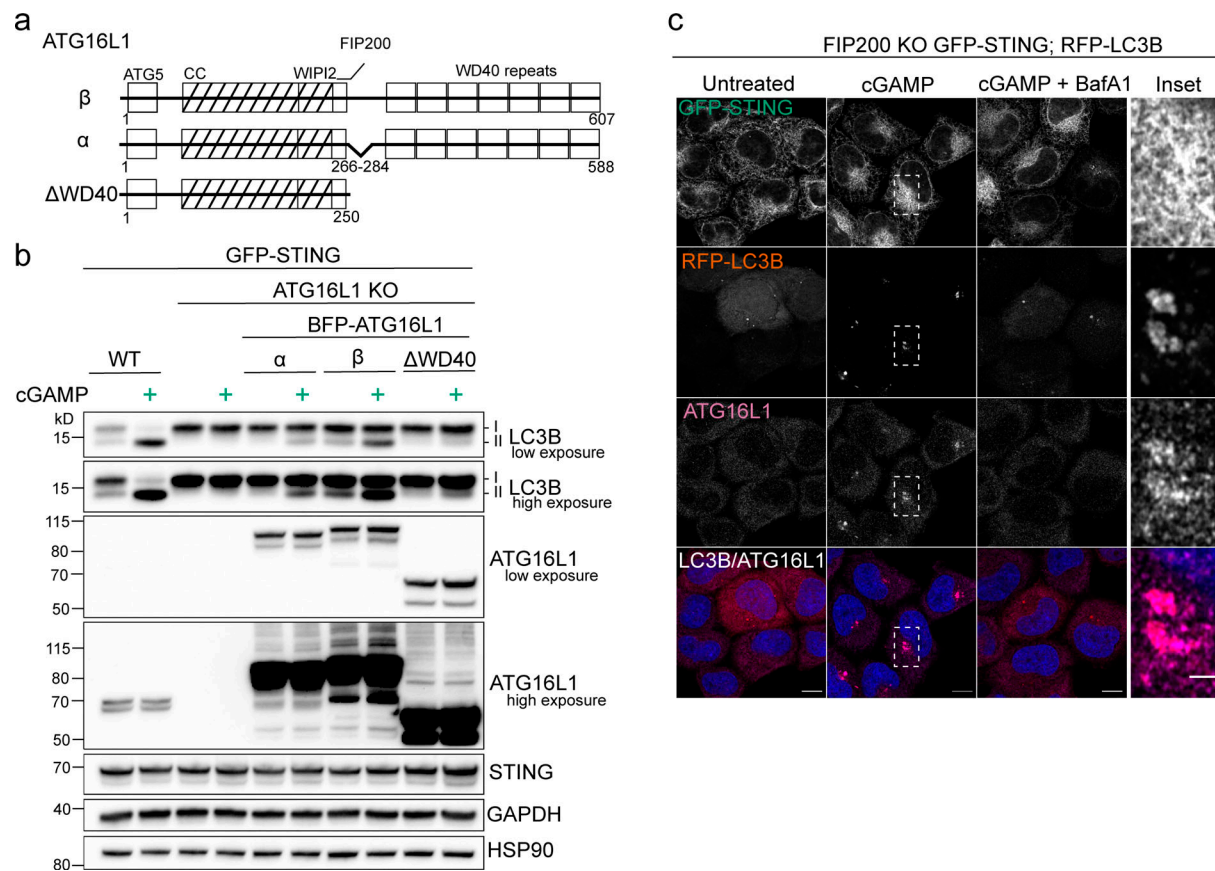 a
ATG16L1
FIP200
ATG5 CC WIPI2 WD40 repeats
β
1 607
α
1 266-284 588
ΔWD40
1 250
b
GFP-STING
ATG16L1 KO
BFP-ATG16L1
WT α β ΔWD40
cGAMP + + + + +
kD
15 I
II LC3B
low exposure
15 I
II LC3B
high exposure
115
80
70
50
ATG16L1
low exposure
115
80
70
50
ATG16L1
high exposure
70 STING
40 GAPDH
80 HSP90
c
FIP200 KO GFP-STING; RFP-LC3B
Untreated cGAMP cGAMP + BafA1 Inset
GFP-STING
RFP-LC3B
ATG16L1
LC3B/ATG16L1